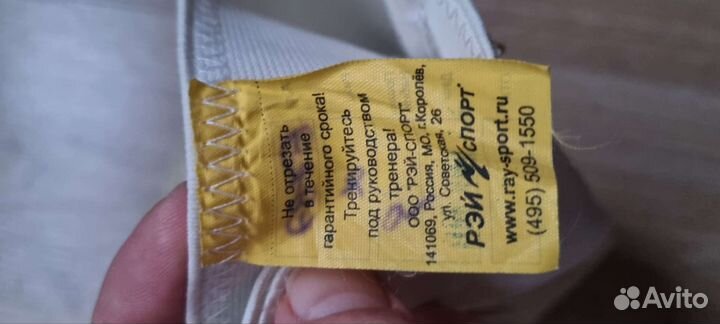 Не отрезать
в течение
гарантийного срока!
Тренируйтесь
под руководством
тренера!
ООО "РЭЙ-СПОРТ"
141069, Россия, МО, г.Королёв,
ул. Советская, 26
РЭЙ СПОРТ
www.ray-sport.ru
(495) 509-1550
Avito